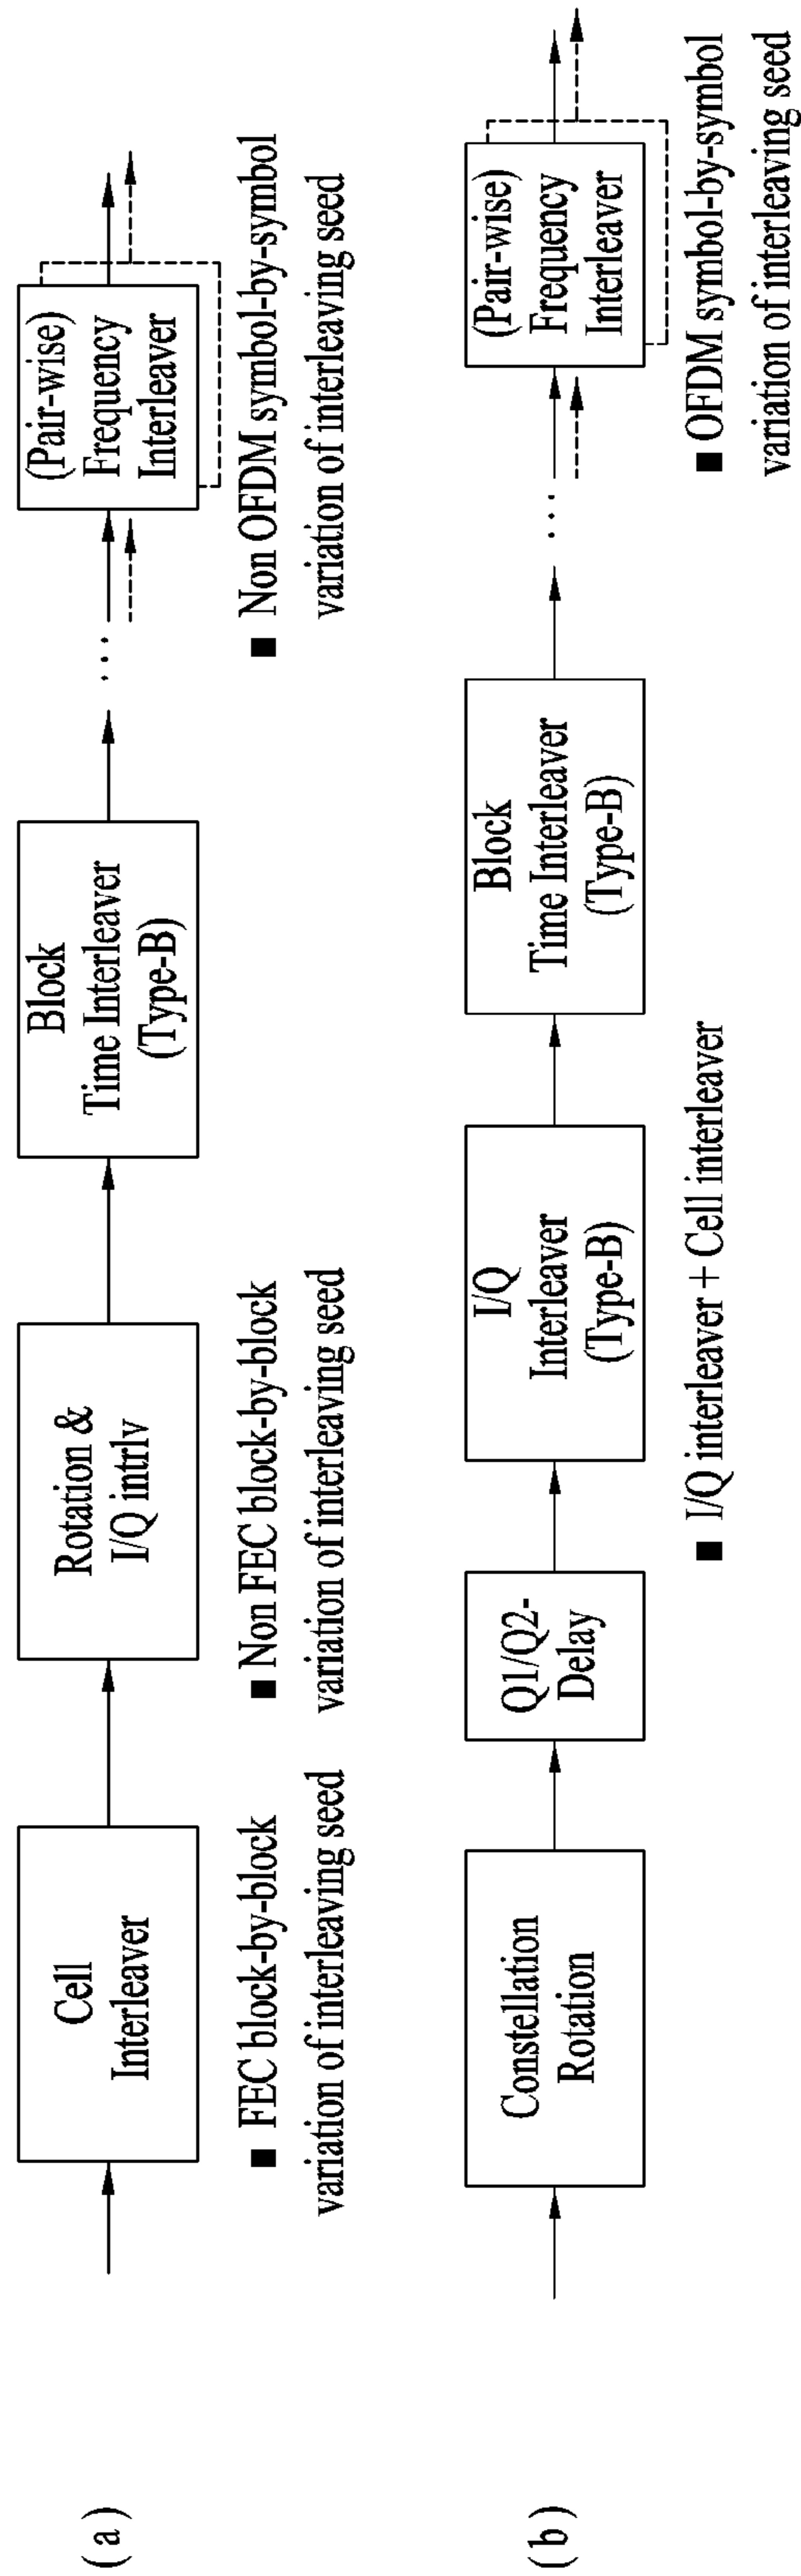 (a)
Cell
Interleaver
■ FEC block-by-block
variation of interleaving seed
Rotation &
I/Q intrlv
■ Non FEC block-by-block
variation of interleaving seed
Block
Time Interleaver
(Type-B)
...
(Pair-wise)
Frequency
Interleaver
■ Non OFDM symbol-by-symbol
variation of interleaving seed
(b)
Constellation
Rotation
Q1/Q2-
Delay
I/Q
Interleaver
(Type-B)
■ I/Q interleaver + Cell interleaver
Block
Time Interleaver
(Type-B)
...
(Pair-wise)
Frequency
Interleaver
■ OFDM symbol-by-symbol
variation of interleaving seed